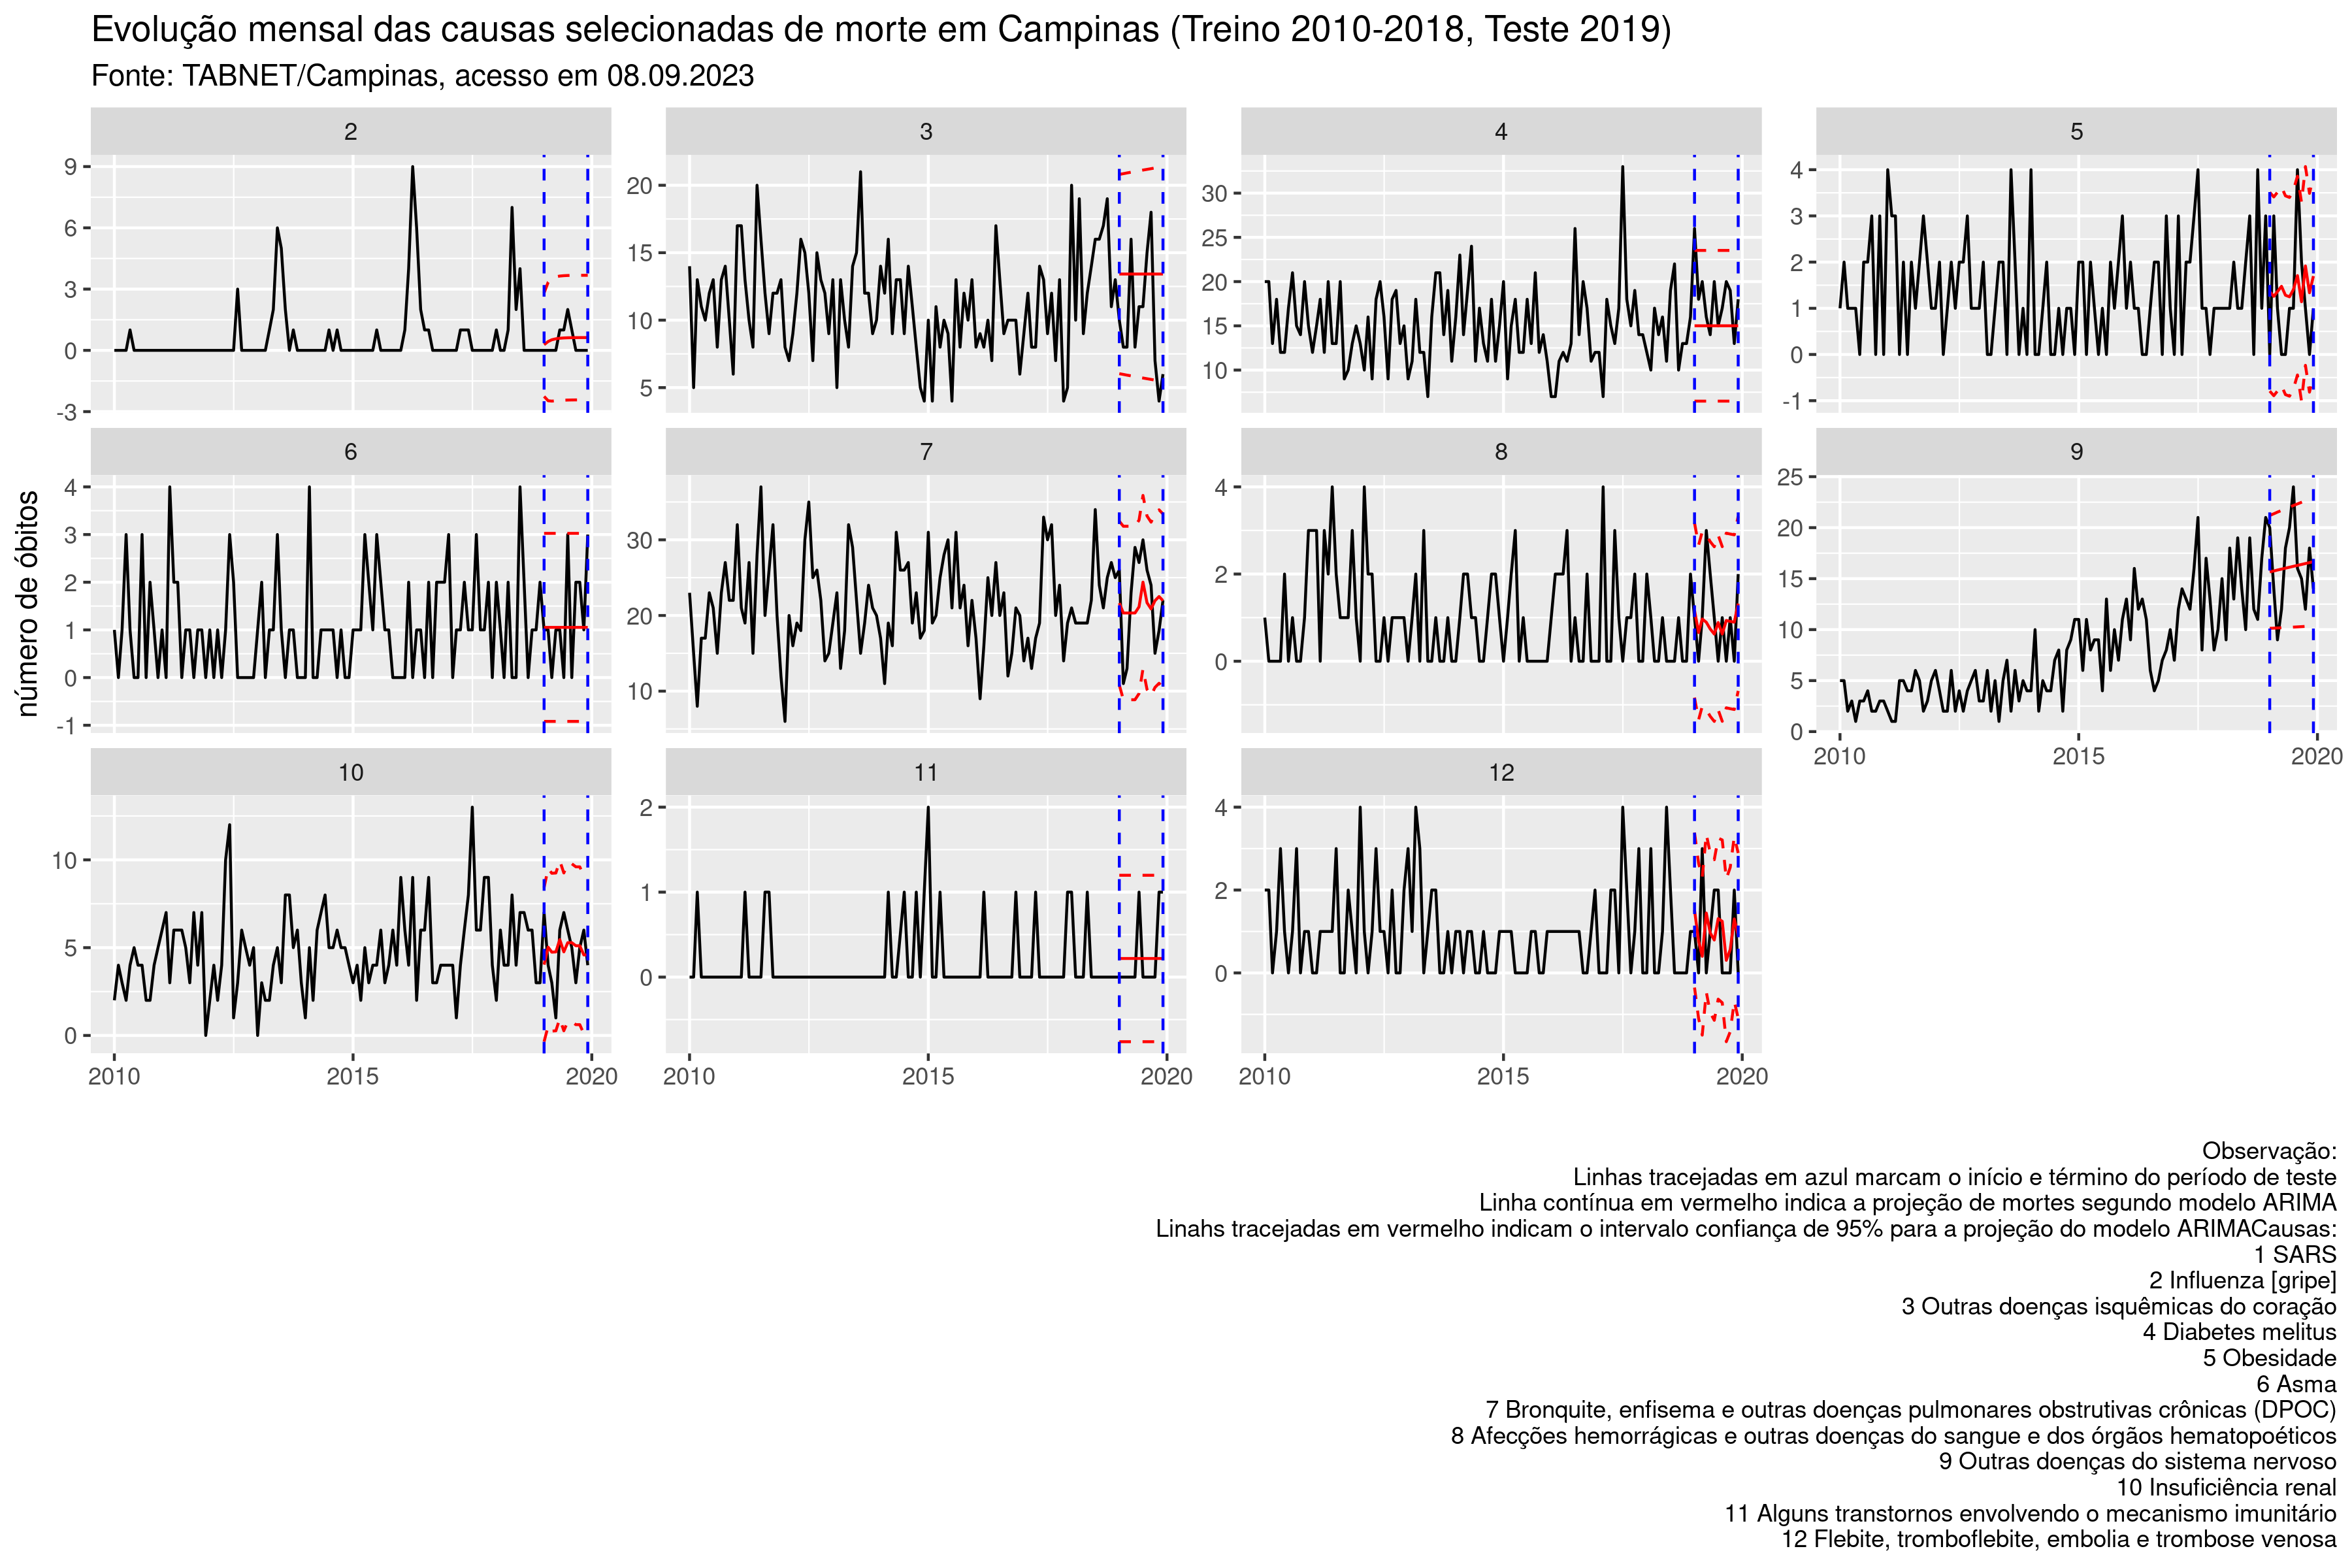 Evolução mensal das causas selecionadas de morte em Campinas (Treino 2010-2018, Teste 2019)
Fonte: TABNET/Campinas, acesso em 08.09.2023
número de óbitos
2
9
6
3
0
-3
3
20
15
10
5
4
30
25
20
15
10
5
4
3
2
1
0
-1
6
4
3
2
1
0
-1
7
30
20
10
8
4
2
0
9
25
20
15
10
5
0
2010 2015 2020
10
10
5
0
2010 2015 2020
11
2
1
0
2010 2015 2020
12
4
2
0
2010 2015 2020
Observação:
Linhas tracejadas em azul marcam o início e término do período de teste
Linha contínua em vermelho indica a projeção de mortes segundo modelo ARIMA
Linahs tracejadas em vermelho indicam o intervalo confiança de 95% para a projeção do modelo ARIMACausas:
1 SARS
2 Influenza [gripe]
3 Outras doenças isquêmicas do coração
4 Diabetes melitus
5 Obesidade
6 Asma
7 Bronquite, enfisema e outras doenças pulmonares obstrutivas crônicas (DPOC)
8 Afecções hemorrágicas e outras doenças do sangue e dos órgãos hematopoéticos
9 Outras doenças do sistema nervoso
10 Insuficiência renal
11 Alguns transtornos envolvendo o mecanismo imunitário
12 Flebite, tromboflebite, embolia e trombose venosa